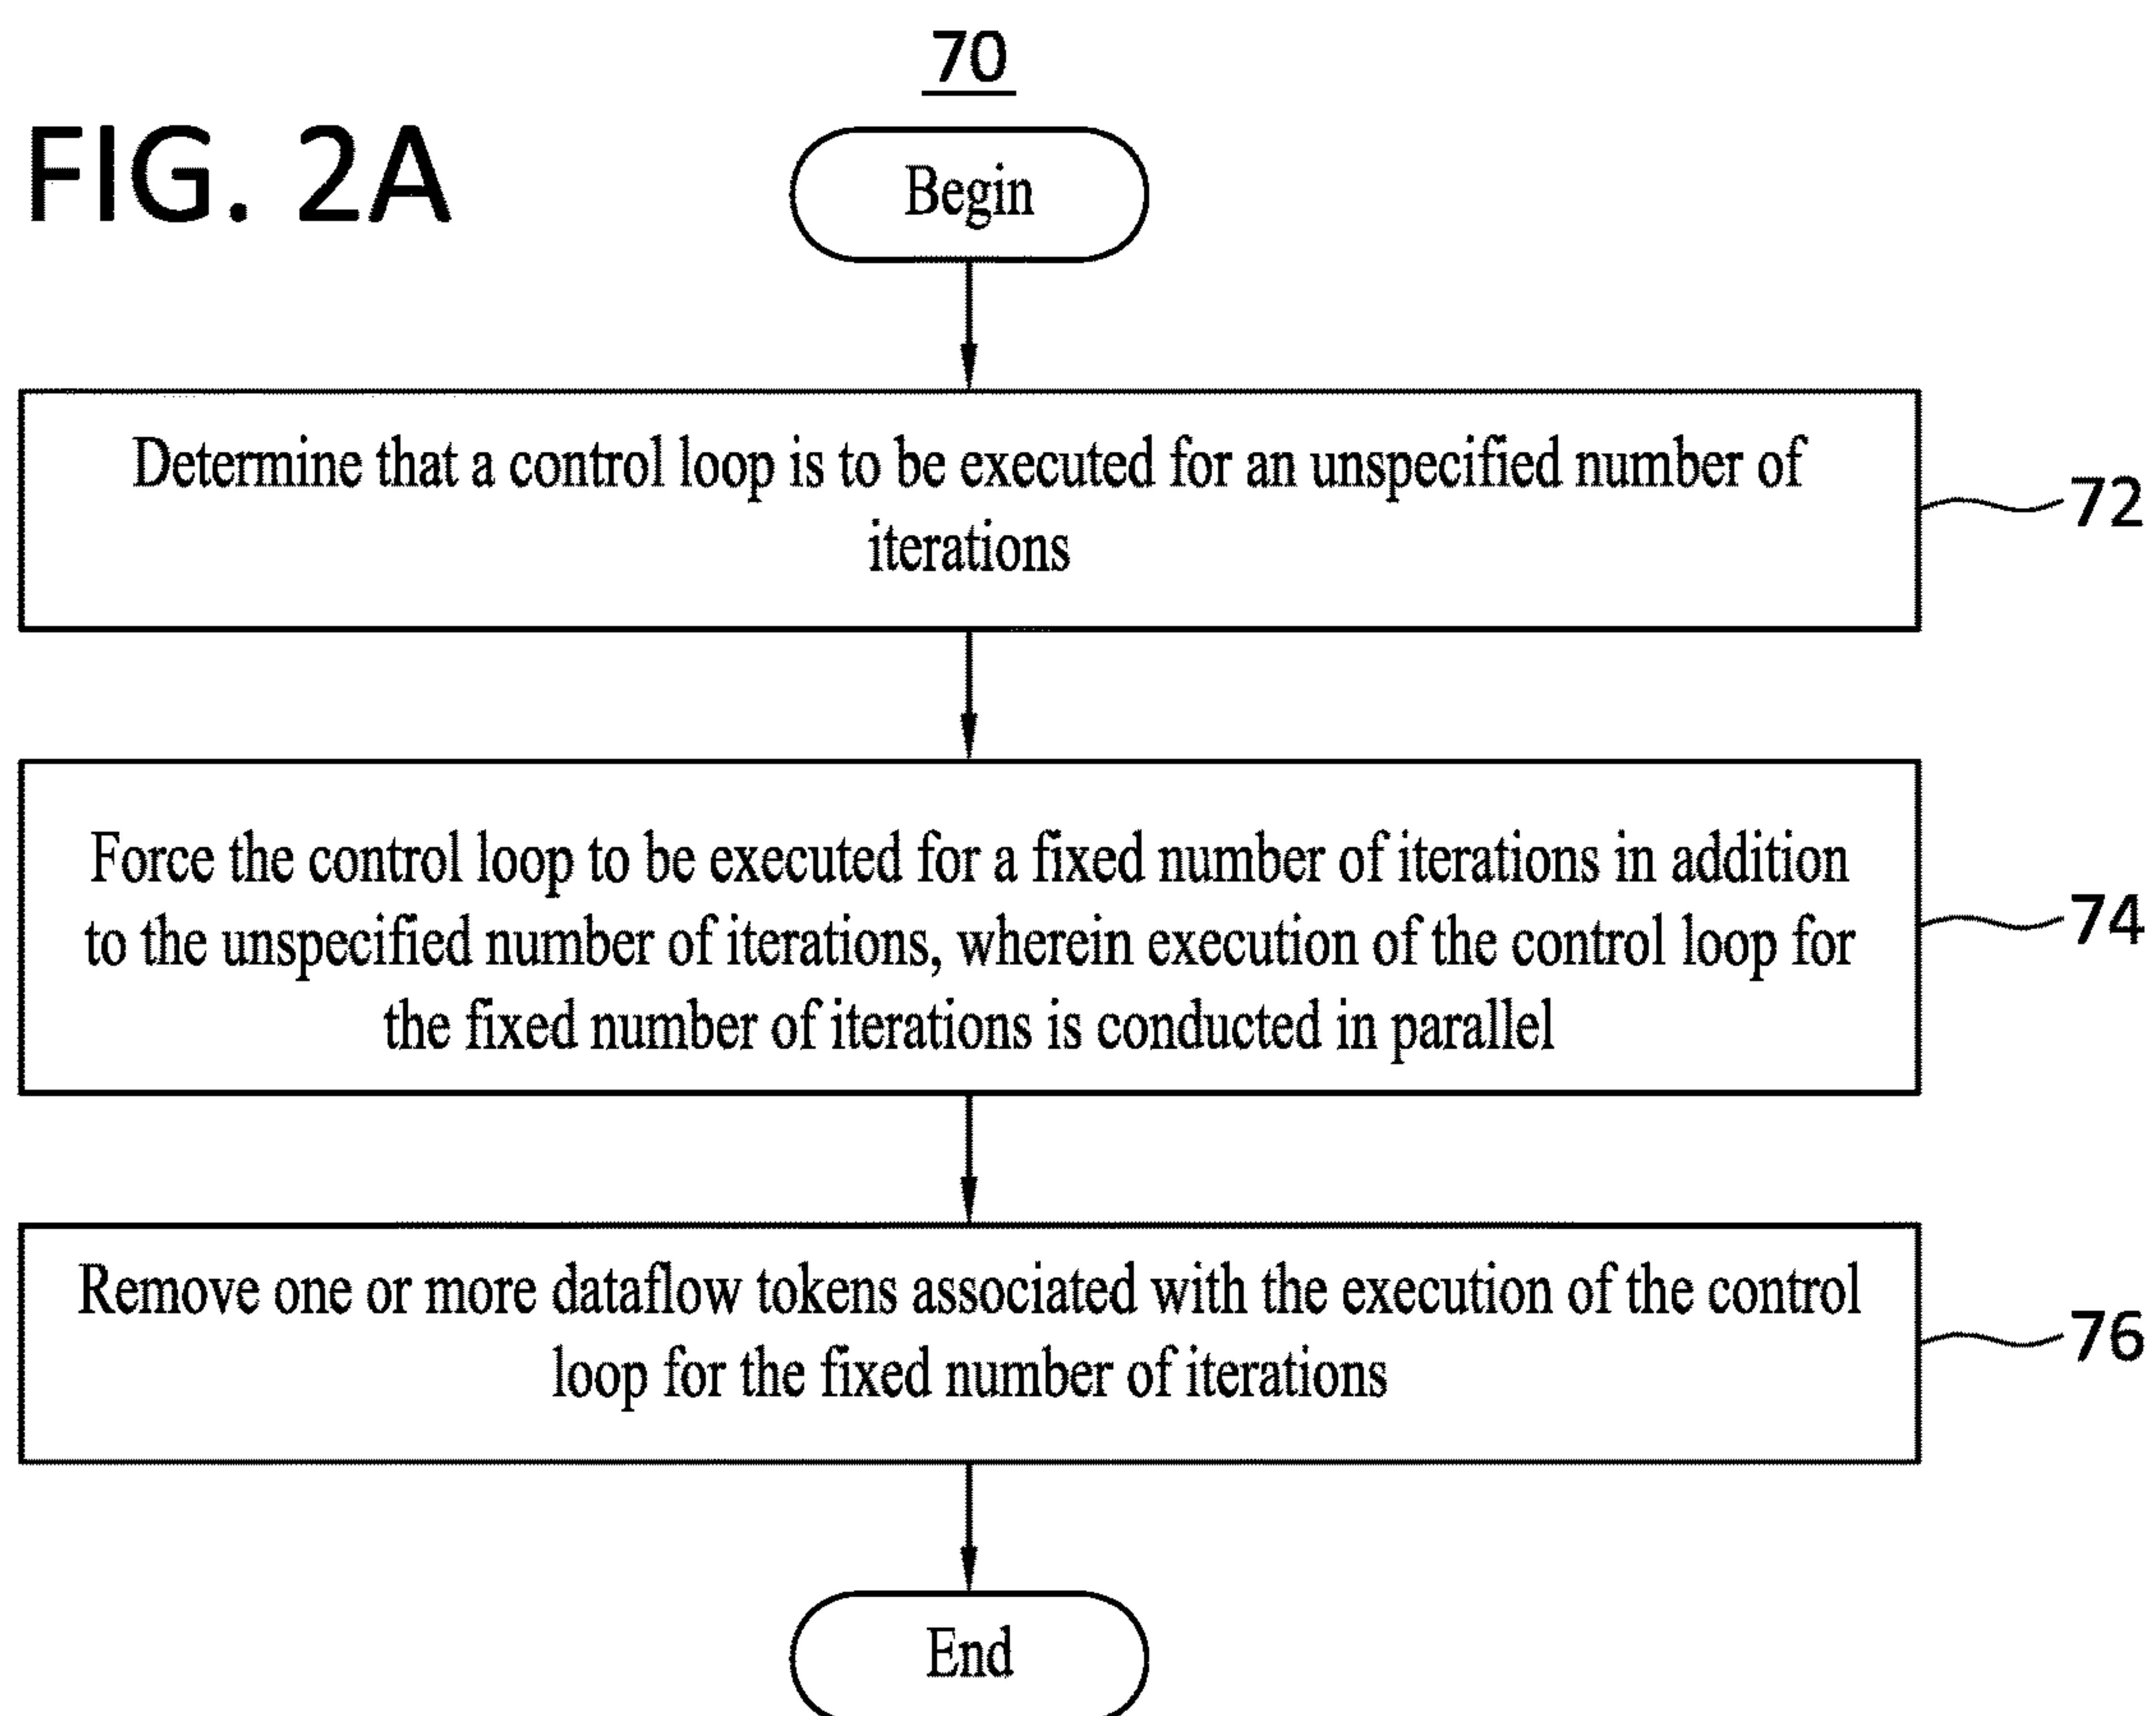 70
FIG. 2A
Begin
Determine that a control loop is to be executed for an unspecified number of
iterations
72
Force the control loop to be executed for a fixed number of iterations in addition
to the unspecified number of iterations, wherein execution of the control loop for
the fixed number of iterations is conducted in parallel
74
Remove one or more dataflow tokens associated with the execution of the control
loop for the fixed number of iterations
76
End